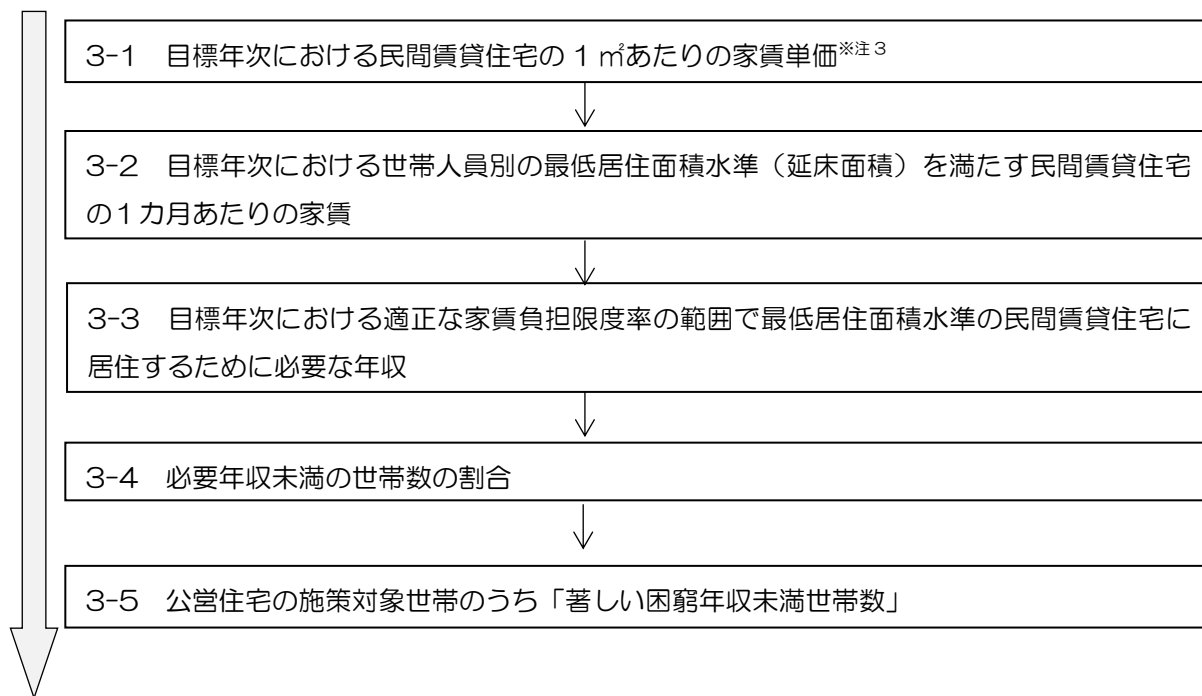 3-1　目標年次における民間賃貸住宅の1㎡あたりの家賃単価※注3
3-2　目標年次における世帯人員別の最低居住面積水準（延床面積）を満たす民間賃貸住宅
の1カ月あたりの家賃
3-3　目標年次における適正な家賃負担限度率の範囲で最低居住面積水準の民間賃貸住宅に
居住するために必要な年収
3-4　必要年収未満の世帯数の割合
3-5　公営住宅の施策対象世帯のうち「著しい困窮年収未満世帯数」